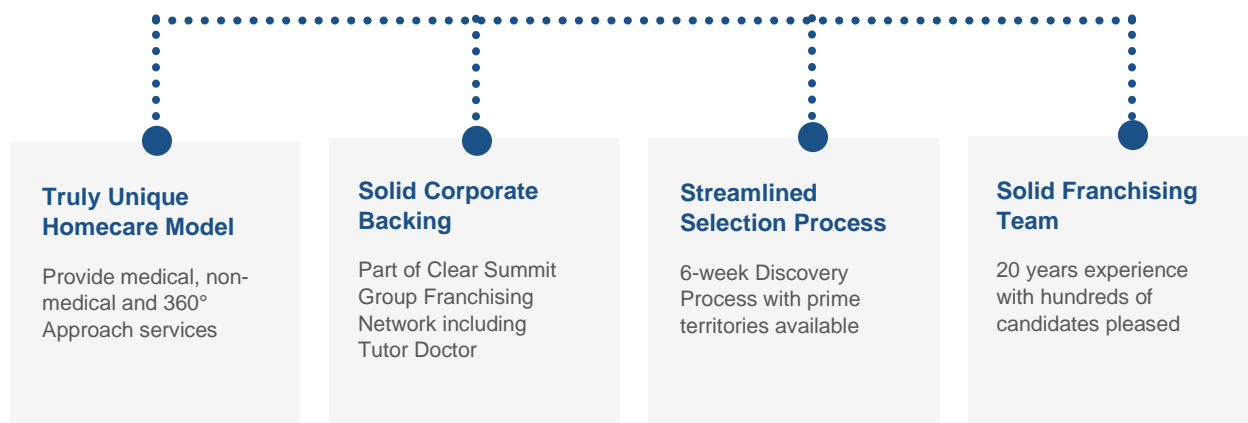 Truly Unique
Homecare Model
Provide medical, non-
medical and 360°
Approach services
Solid Corporate
Backing
Part of Clear Summit
Group Franchising
Network including
Tutor Doctor
Streamlined
Selection Process
6-week Discovery
Process with prime
territories available
Solid Franchising
Team
20 years experience
with hundreds of
candidates pleased